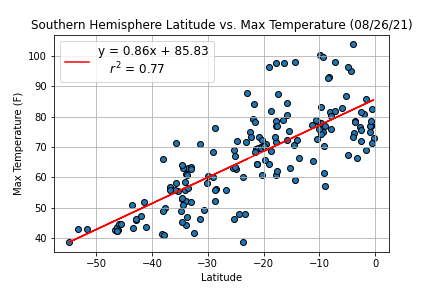 Southern Hemisphere Latitude vs. Max Temperature (08/26/21)
y = 0.86x + 85.83
r² = 0.77
Max Temperature (F)
100
90
80
70
60
50
40
−50
−40
−30
−20
−10
0
Latitude